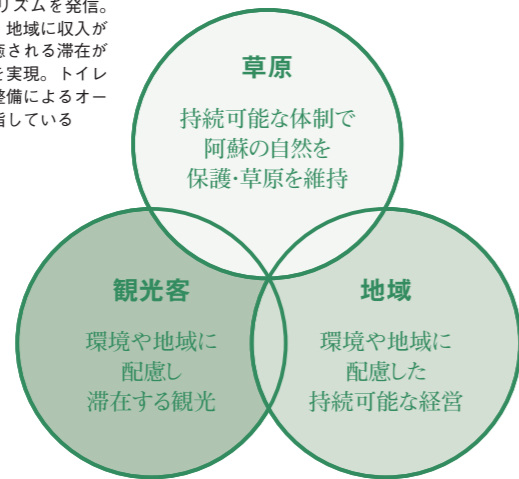 リズムを発信。
地域に収入が
癒される滞在が
を実現。トイレ
整備によるオー
指している
草原
持続可能な体制で
阿蘇の自然を
保護・草原を維持
観光客
環境や地域に
配慮し
滞在する観光
地域
環境や地域に
配慮した
持続可能な経営